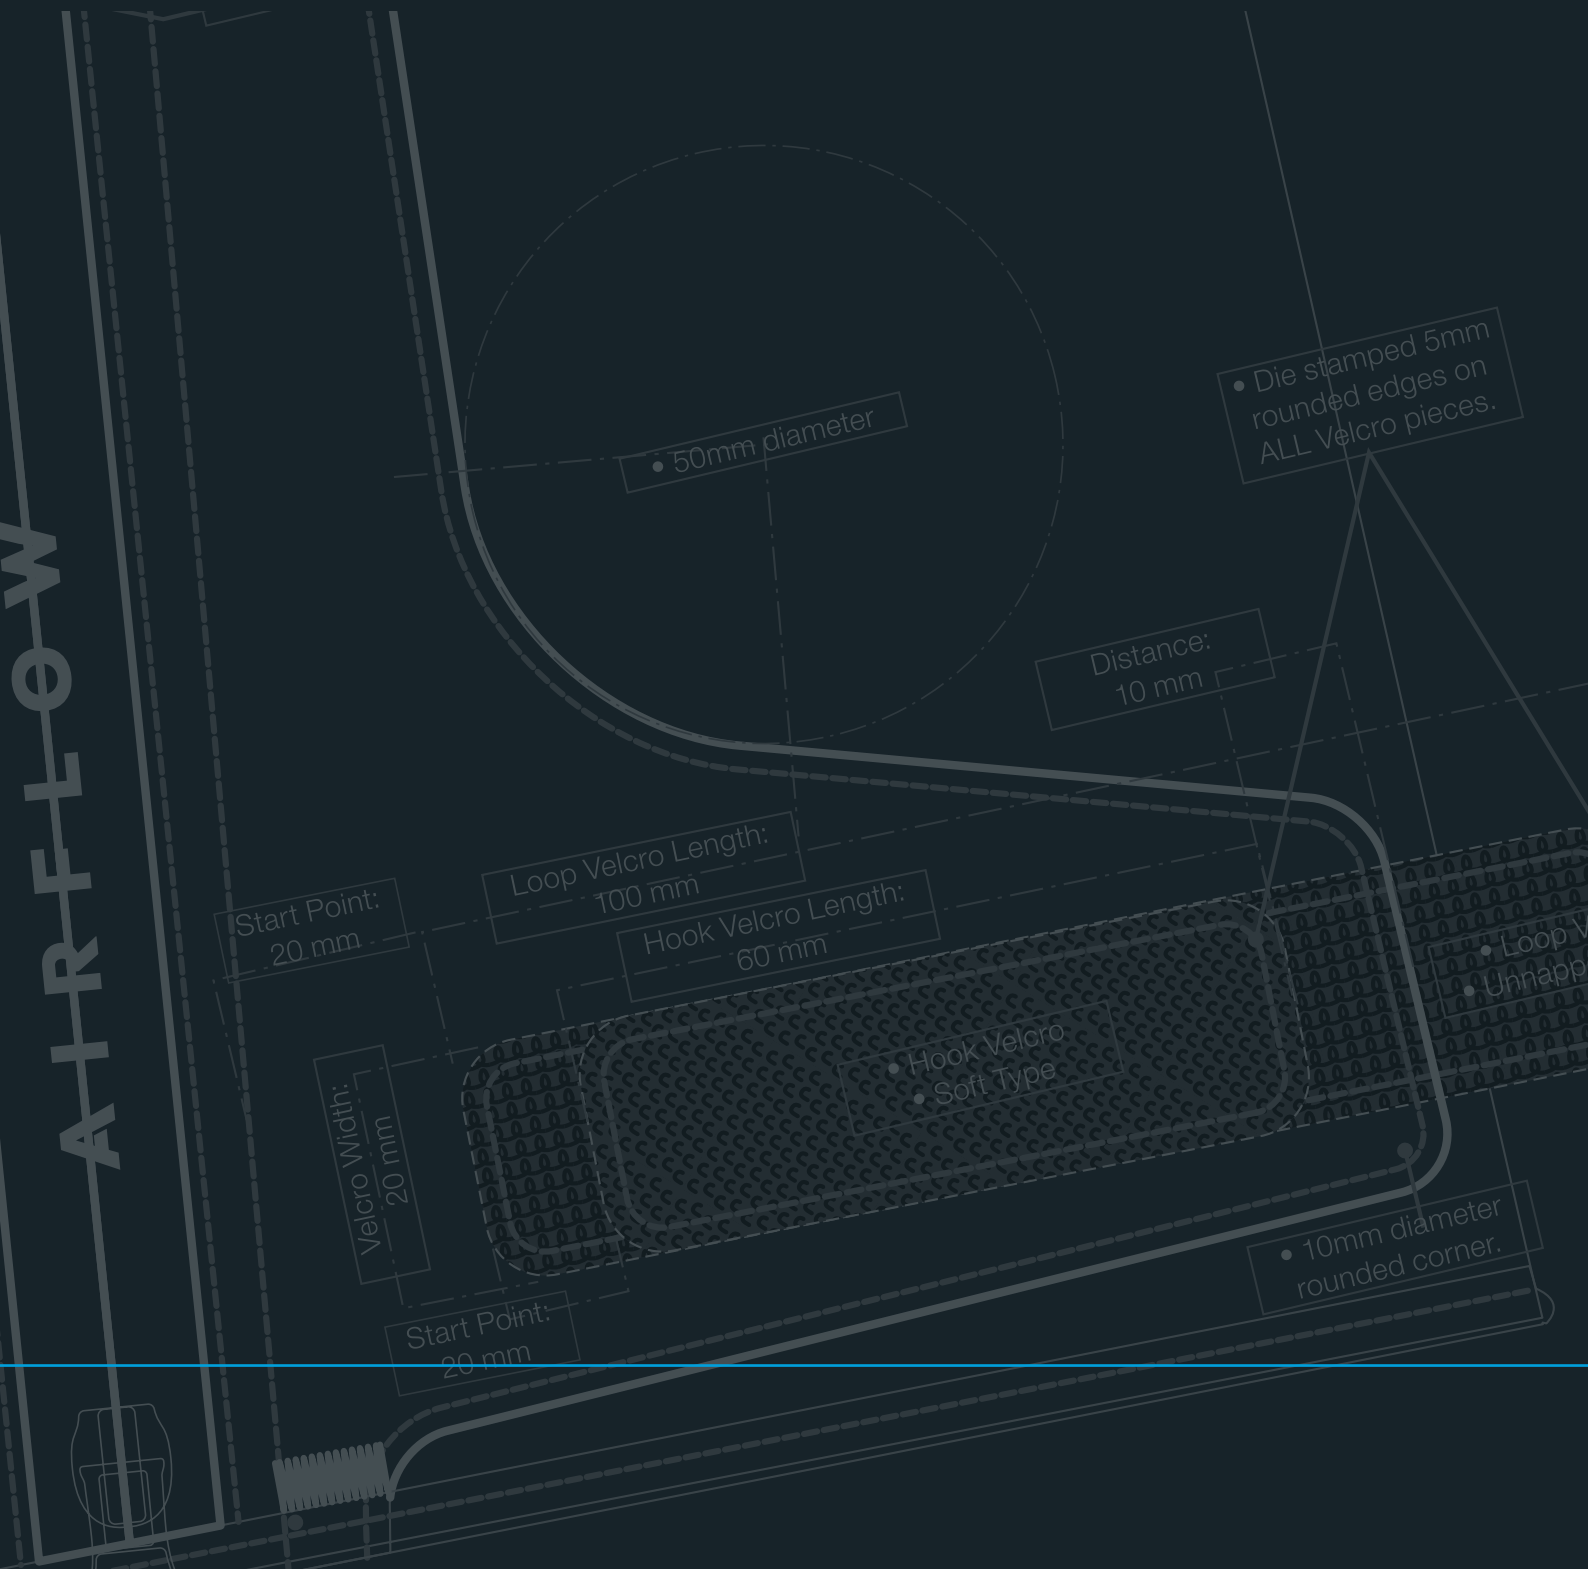 AIRFLOW
• Die stamped 5mm
rounded edges on
ALL Velcro pieces.
• 50mm diameter
Distance:
10 mm
Loop Velcro Length:
100 mm
Hook Velcro Length:
60 mm
Start Point:
20 mm
• Loop
• Hook Velcro
• Soft Type
Velcro Width:
20 mm
• 10mm diameter
rounded corner.
Start Point:
20 mm